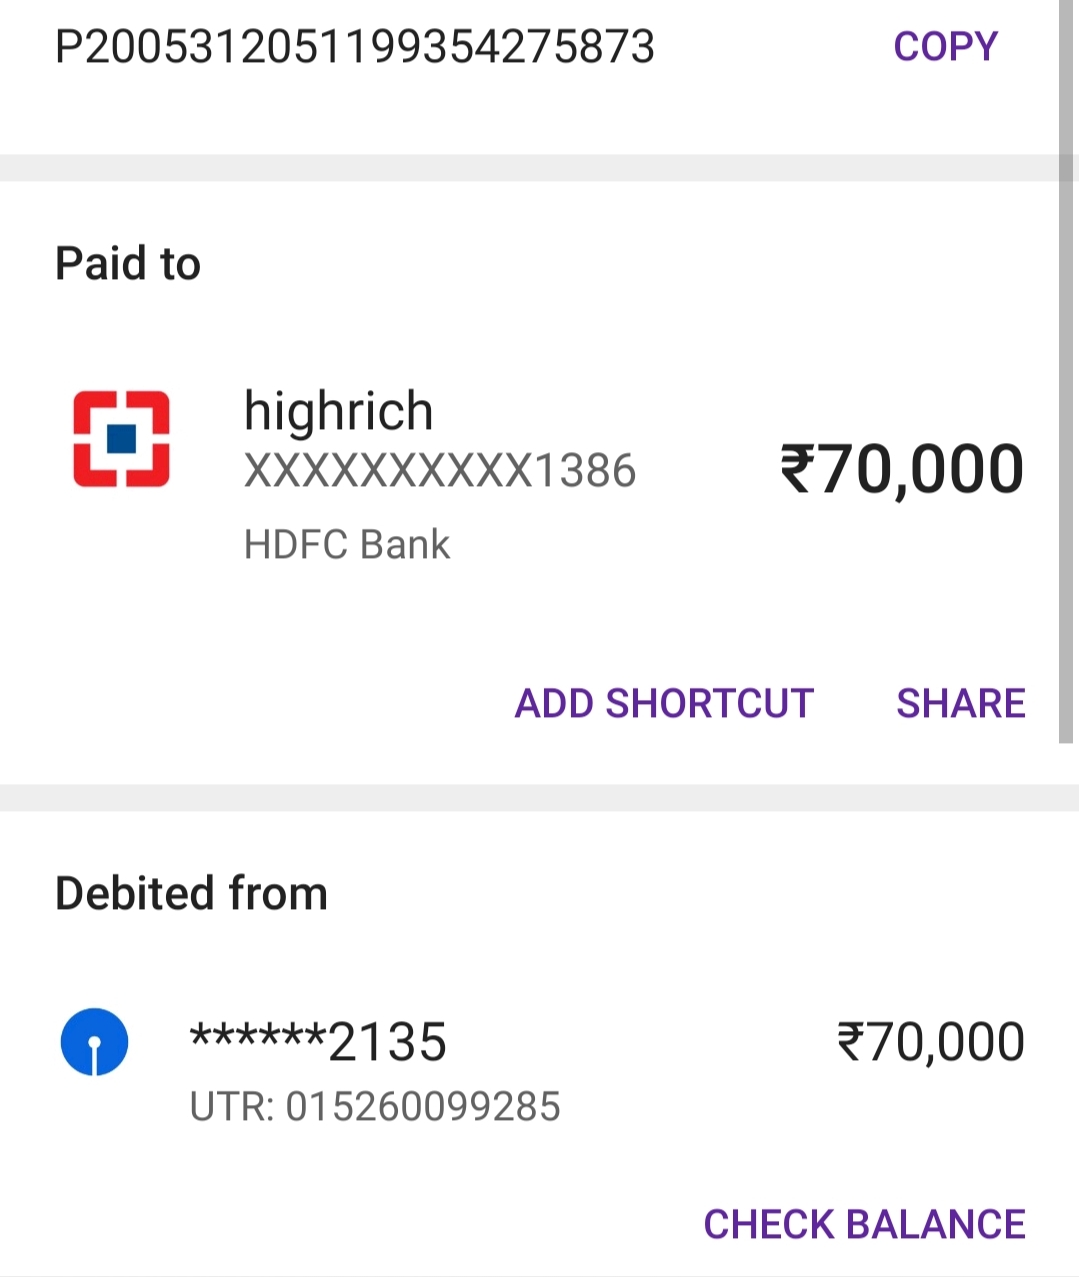 P2005312051199354275873
COPY
Paid to
highrich
XXXXXXXXXX1386
₹70,000
HDFC Bank
ADD SHORTCUT
SHARE
Debited from
******2135
₹70,000
UTR: 015260099285
CHECK BALANCE